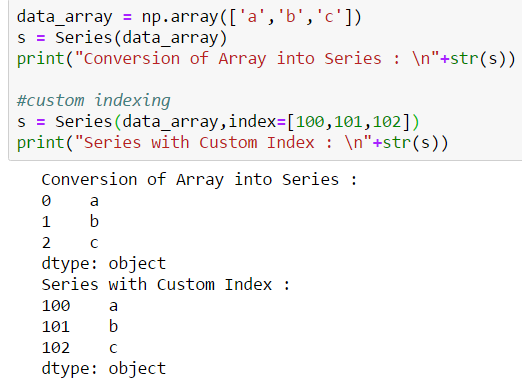 data_array = np.array(['a','b','c'])
s = Series(data_array)
print("Conversion of Array into Series : \n"+str(s))
#custom indexing
s = Series(data_array,index=[100,101,102])
print("Series with Custom Index : \n"+str(s))
Conversion of Array into Series :
0    a
1    b
2    c
dtype: object
Series with Custom Index :
100    a
101    b
102    c
dtype: object